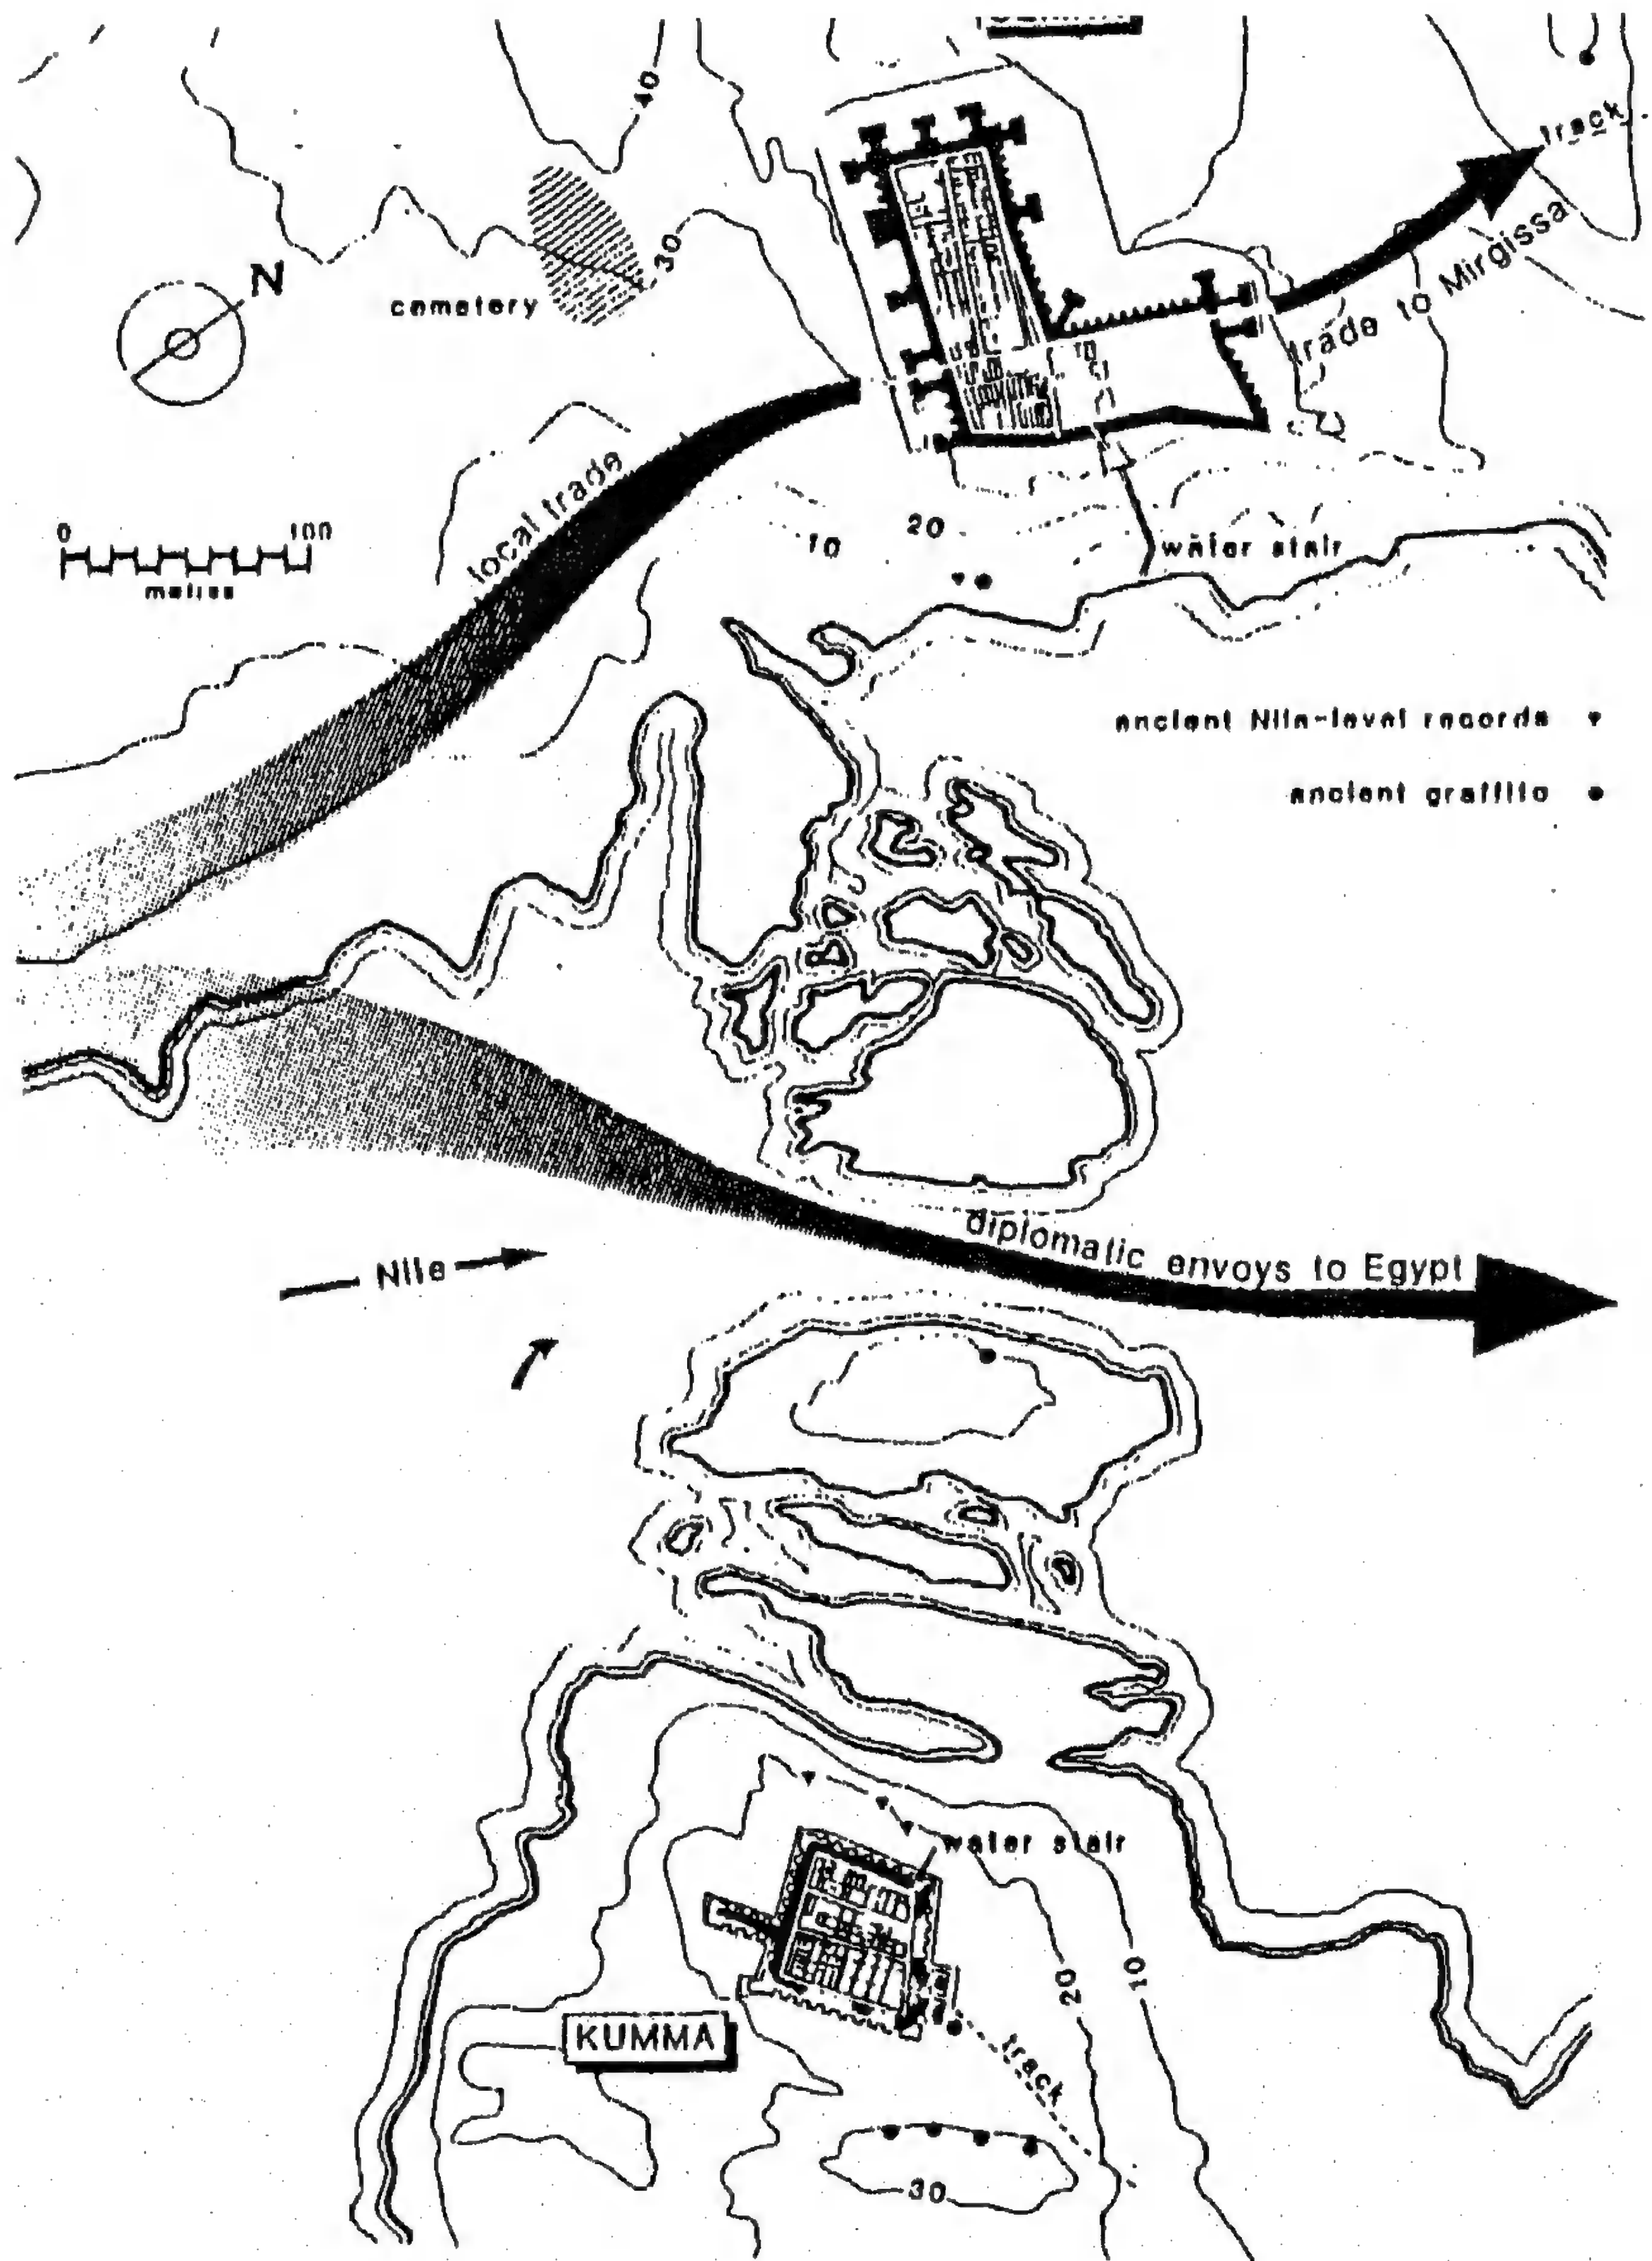 40
track
N
30
cemetery
trade to Mirgissa
local trade
0 100
metres
20
10
water stair
ancient Nile-level records
ancient graffito
diplomatic envoys to Egypt
Nile
water stair
20
10
KUMMA
track
30